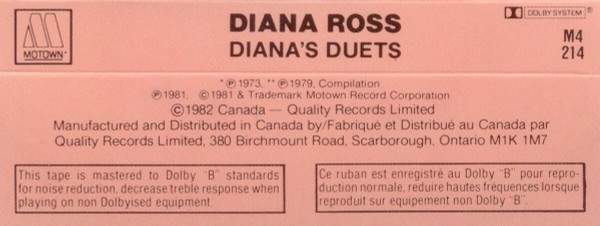 MOTOWN
DIANA ROSS
DIANA'S DUETS
DOLBY SYSTEM ®
M4
214
* ℗1973, ** ℗1979, Compilation
℗1981, ©1981 & Trademark Motown Record Corporation
©1982 Canada — Quality Records Limited
Manufactured and Distributed in Canada by/Fabriqué et Distribué au Canada par
Quality Records Limited, 380 Birchmount Road, Scarborough, Ontario M1K 1M7
This tape is mastered to Dolby "B" standards
for noise reduction, decrease treble response when
playing on non Dolbyised equipment.
Ce ruban est enregistré au Dolby "B" pour repro-
duction normale, reduire hautes fréquences lorsque
reproduit sur equipement non Dolby "B".